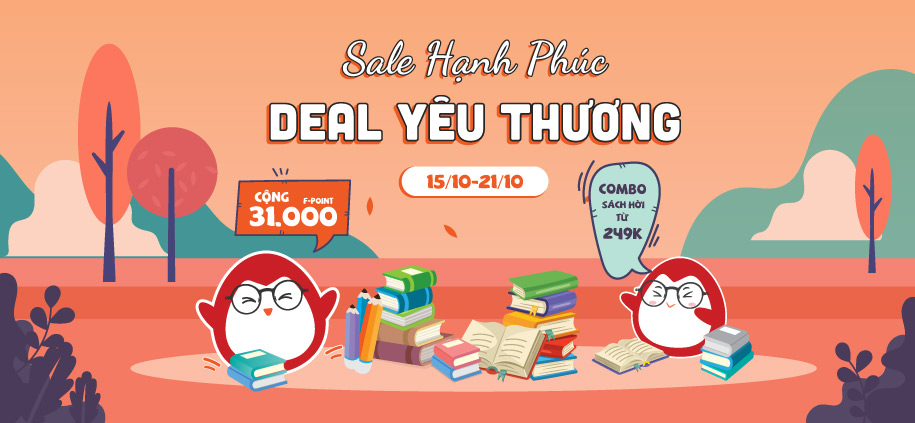 Sale Hạnh Phúc
DEAL YÊU THƯƠNG
15/10-21/10
CỘNG F-POINT
31.000
COMBO
SÁCH HỜI
TỪ
249K